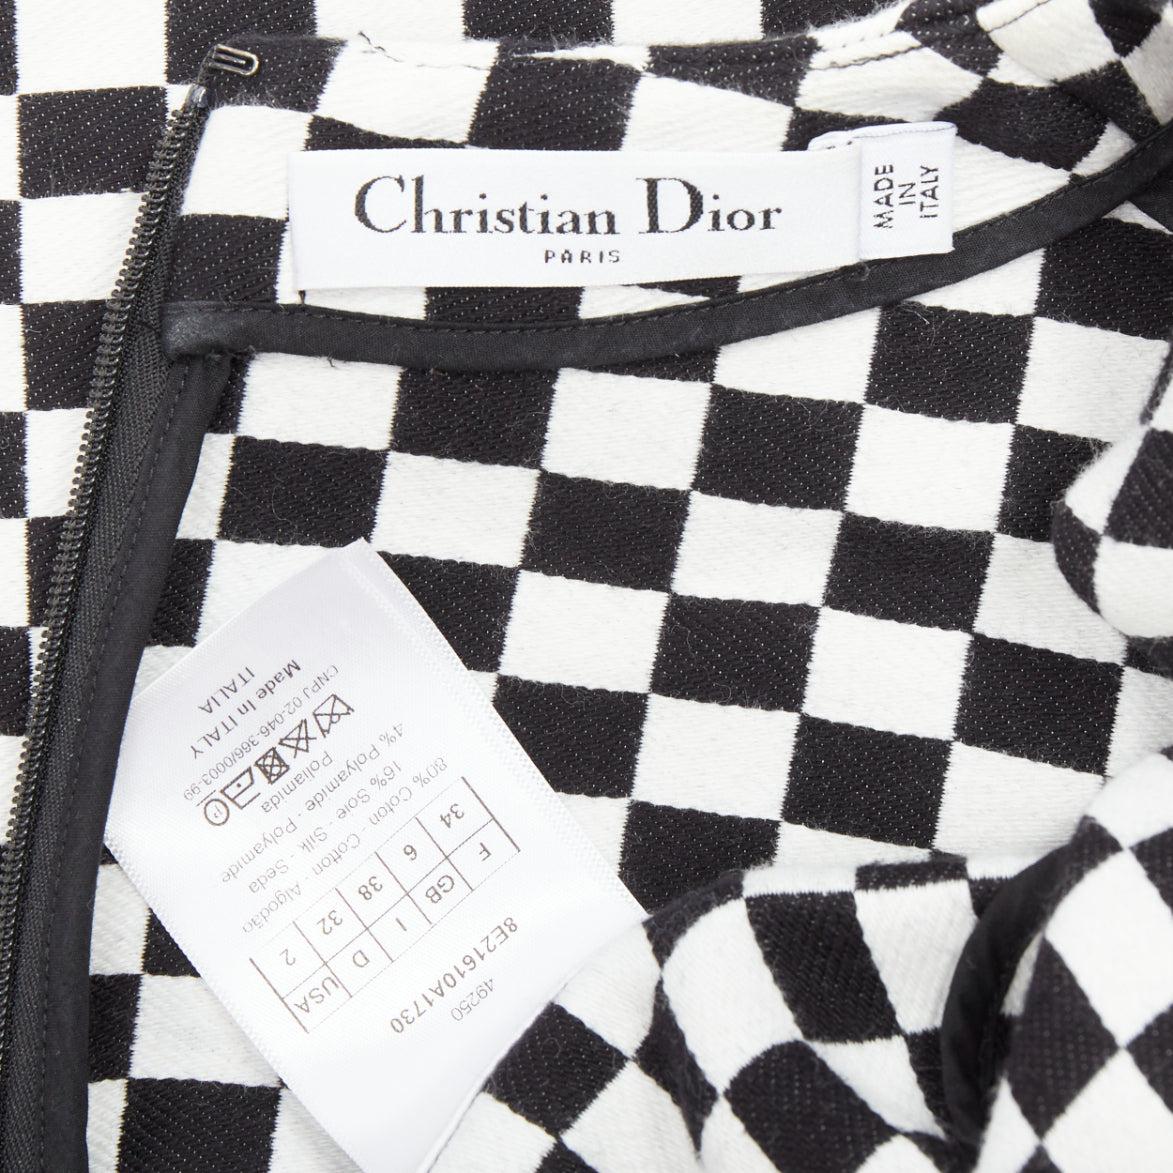 Christian Dior
PARIS
MADE
IN
ITALY
49250
8E21610A1730
F GB I D USA
34 6 38 32 2
80% Coton - Cotton - Algodão
16% Soie - Silk - Seda
4% Polyamide - Polyamide
Poliamida
CNPJ 02-046-366/0003-99
Made In ITALY
ITALIA